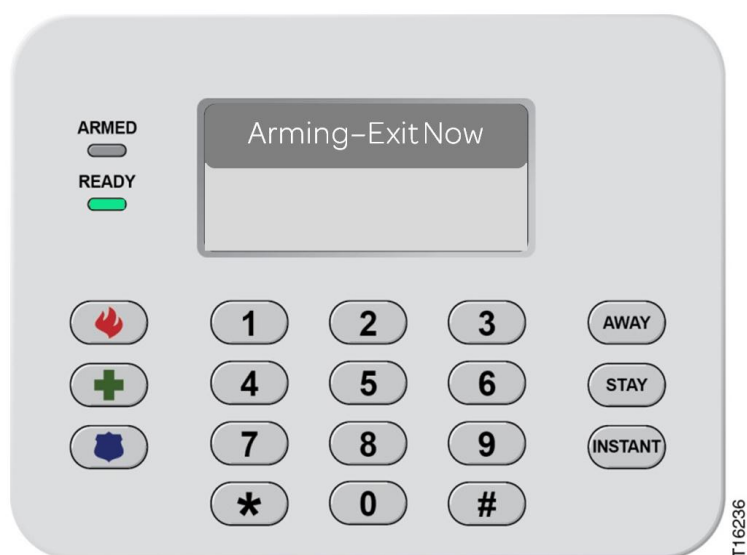 ARMED
Arming–Exit Now
READY
1 2 3 AWAY
4 5 6 STAY
7 8 9 INSTANT
* 0 #
T16236